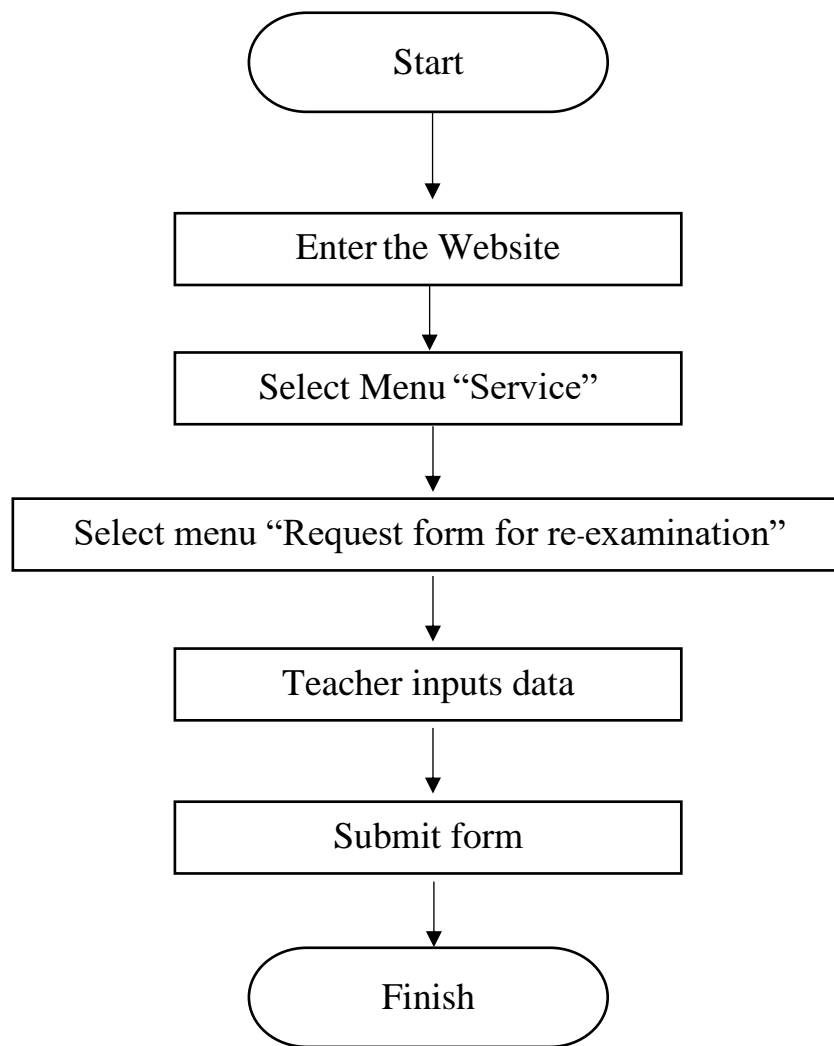 Start
Enter the Website
Select Menu “Service”
Select menu “Request form for re-examination”
Teacher inputs data
Submit form
Finish